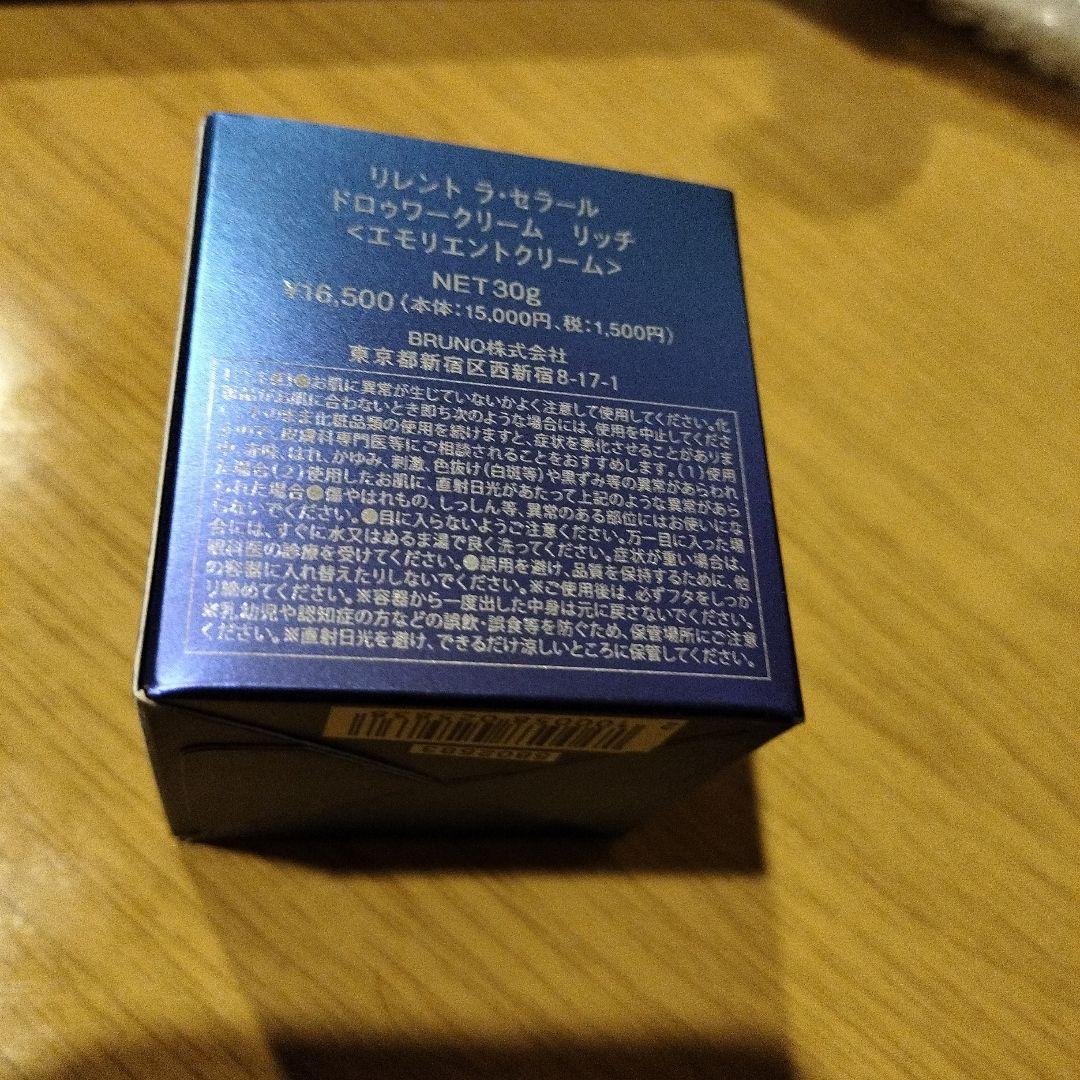 リレント ラ・セラール
ドロゥワークリーム リッチ
<エモリエントクリーム>
NET 30g
¥16,500(本体:15,000円、税:1,500円)
BRUNO株式会社
東京都新宿区西新宿8-17-1
●お肌に異常が生じていないかよく注意して使用してください。化
粧品がお肌に合わないとき即ち次のような場合には、使用を中止してくださ
そのまま化粧品類の使用を続けますと、症状を悪化させることがありま
すので、皮膚科専門医等にご相談されることをおすすめします。(1)使用
中、赤味、はれ、かゆみ、刺激、色抜け(白斑等)や黒ずみ等の異常があらわれ
た場合(2)使用したお肌に、直射日光があたって上記のような異常があら
われた場合●傷やはれもの、しっしん等、異常のある部位にはお使いにな
らないでください。●目に入らないようご注意ください。万一目に入った場
合には、すぐに水又はぬるま湯で良く洗ってください。症状が重い場合は、
眼科医の診療を受けてください。●誤用を避け、品質を保持するために、他
の容器に入れ替えたりしないでください。※ご使用後は、必ずフタをしっか
り締めてください。※容器から一度出した中身は元に戻さないでください。
※乳幼児や認知症の方などの誤飲・誤食等を防ぐため、保管場所にご注意
ください。※直射日光を避け、できるだけ涼しいところに保管してください。